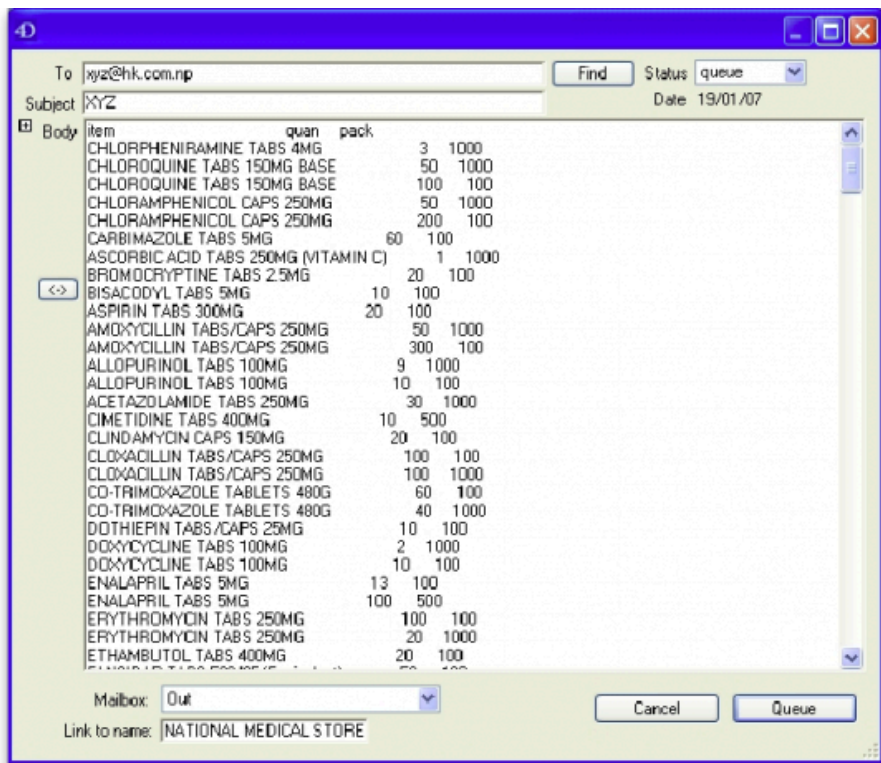 4D
To xyz@hk.com.np Find Status queue
Subject XYZ Date 19/01/07
Body item quan pack
CHLORPHENIRAMINE TABS 4MG 3 1000
CHLOROQUINE TABS 150MG BASE 50 1000
CHLOROQUINE TABS 150MG BASE 100 100
CHLORAMPHENICOL CAPS 250MG 50 1000
CHLORAMPHENICOL CAPS 250MG 200 100
CARBIMAZOLE TABS 5MG 60 100
ASCORBIC ACID TABS 250MG (VITAMIN C) 1 1000
BROMOCRYPTINE TABS 2.5MG 20 100
<-> BISACODYL TABS 5MG 10 100
ASPIRIN TABS 300MG 20 100
AMOXYCILLIN TABS/CAPS 250MG 50 1000
AMOXYCILLIN TABS/CAPS 250MG 300 100
ALLOPURINOL TABS 100MG 9 1000
ALLOPURINOL TABS 100MG 10 100
ACETAZOLAMIDE TABS 250MG 30 1000
CIMETIDINE TABS 400MG 10 500
CLINDAMYCIN CAPS 150MG 20 100
CLOXACILLIN TABS/CAPS 250MG 100 100
CLOXACILLIN TABS/CAPS 250MG 100 1000
CO-TRIMOXAZOLE TABLETS 480G 60 100
CO-TRIMOXAZOLE TABLETS 480G 40 1000
DOTHIEPIN TABS/CAPS 25MG 10 100
DOXYCYCLINE TABS 100MG 2 1000
DOXYCYCLINE TABS 100MG 10 100
ENALAPRIL TABS 5MG 13 100
ENALAPRIL TABS 5MG 100 500
ERYTHROMYCIN TABS 250MG 100 100
ERYTHROMYCIN TABS 250MG 20 1000
ETHAMBUTOL TABS 400MG 20 100
Mailbox: Out Cancel Queue
Link to name: NATIONAL MEDICAL STORE